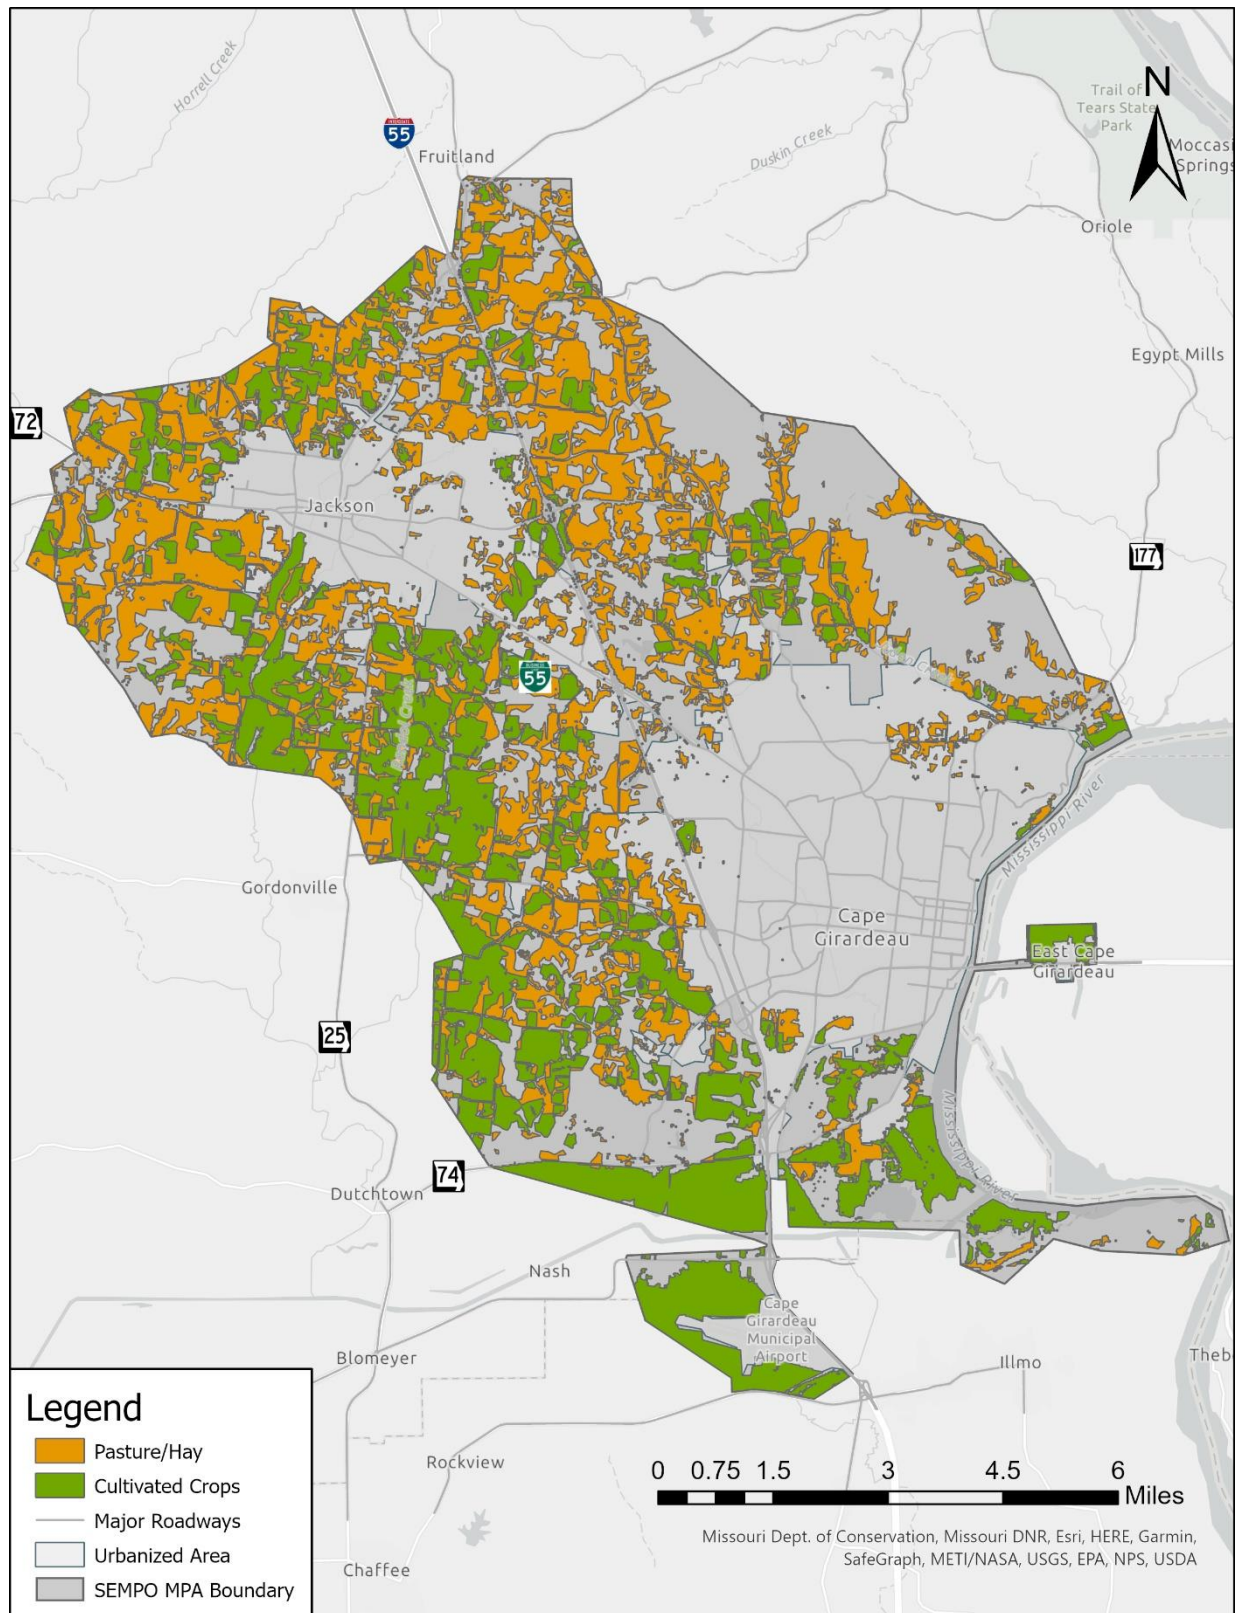 Horrell Creek
INTERSTATE
55
Fruitland
Duskin Creek
Trail of
Tears State
Park
N
Moccasi
Springs
Oriole
Egypt Mills
72
Jackson
177
BUSINESS
55
Mississippi River
Gordonville
Cape
Girardeau
East Cape
Girardeau
25
Mississippi River
74
Dutchtown
Nash
Cape
Girardeau
Municipal
Airport
Blomeyer
Illmo
Theb
Legend
Pasture/Hay
Cultivated Crops
Major Roadways
Urbanized Area
SEMPO MPA Boundary
Rockview
Chaffee
0 0.75 1.5 3 4.5 6
Miles
Missouri Dept. of Conservation, Missouri DNR, Esri, HERE, Garmin,
SafeGraph, METI/NASA, USGS, EPA, NPS, USDA